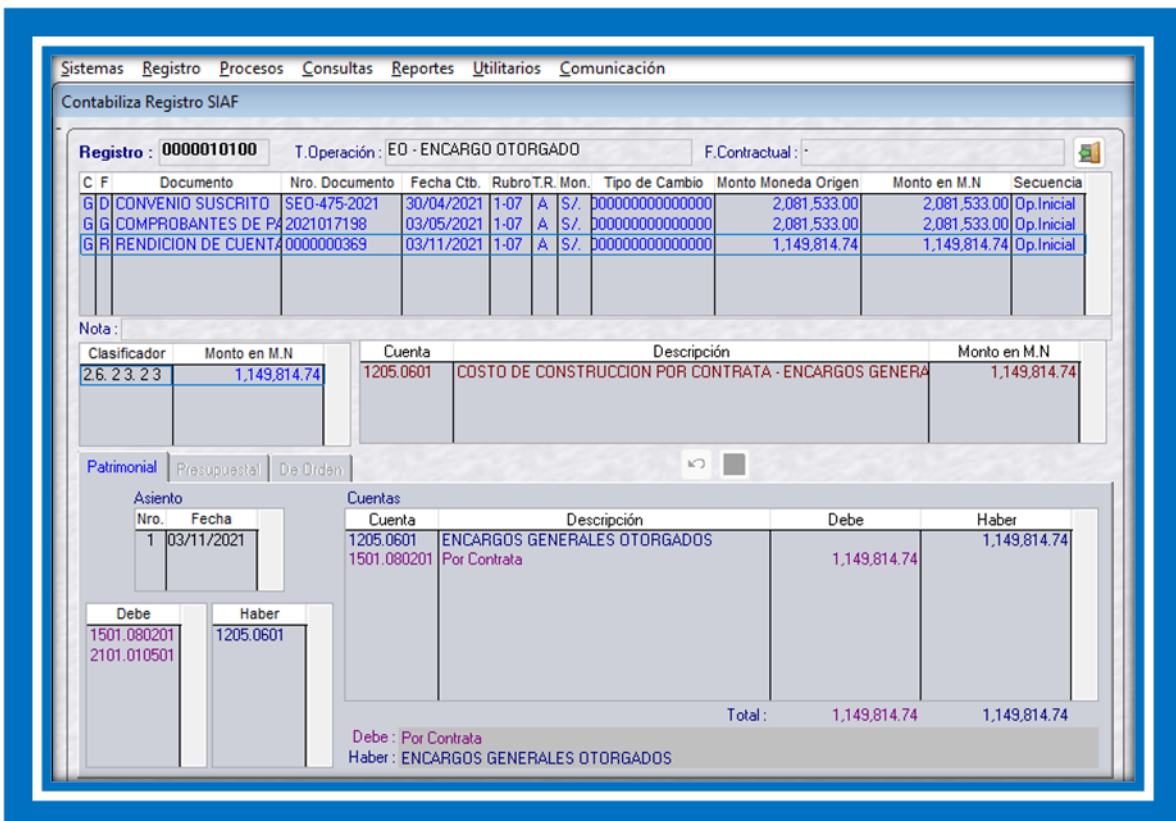 Sistemas Registro Procesos Consultas Reportes Utilitarios Comunicación
Contabiliza Registro SIAF
Registro : 0000010100 T.Operación : EO - ENCARGO OTORGADO F.Contractual : -
C F Documento Nro. Documento Fecha Ctb. Rubro T.R. Mon. Tipo de Cambio Monto Moneda Origen Monto en M.N Secuencia
G D CONVENIO SUSCRITO SEO-475-2021 30/04/2021 1-07 A S/. 000000000000000 2,081,533.00 2,081,533.00 Op.Inicial
G G COMPROBANTES DE PA 2021017198 03/05/2021 1-07 A S/. 000000000000000 2,081,533.00 2,081,533.00 Op.Inicial
G R RENDICION DE CUENTA 0000000369 03/11/2021 1-07 A S/. 000000000000000 1,149,814.74 1,149,814.74 Op.Inicial
Nota :
Clasificador Monto en M.N Cuenta Descripción Monto en M.N
2.6. 2 3. 2 3 1,149,814.74 1205.0601 COSTO DE CONSTRUCCION POR CONTRATA - ENCARGOS GENERA 1,149,814.74
Patrimonial Presupuestal De Orden
Asiento Cuentas
Nro. Fecha Cuenta Descripción Debe Haber
1 03/11/2021 1205.0601 ENCARGOS GENERALES OTORGADOS 1,149,814.74
1501.080201 Por Contrata 1,149,814.74
Debe Haber
1501.080201 1205.0601
2101.010501
Total : 1,149,814.74 1,149,814.74
Debe : Por Contrata
Haber : ENCARGOS GENERALES OTORGADOS